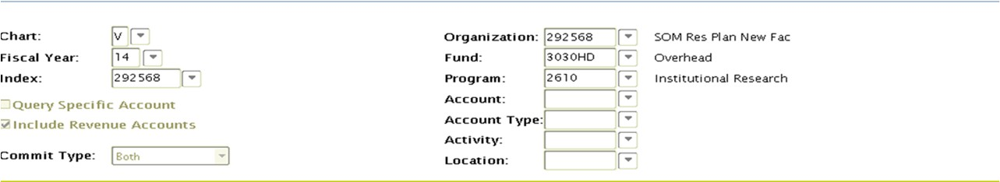 Chart: V
Fiscal Year: 14
Index: 292568
Query Specific Account
Include Revenue Accounts
Commit Type: Both
Organization: 292568 SOM Res Plan New Fac
Fund: 3030HD Overhead
Program: 2610 Institutional Research
Account:
Account Type:
Activity:
Location: